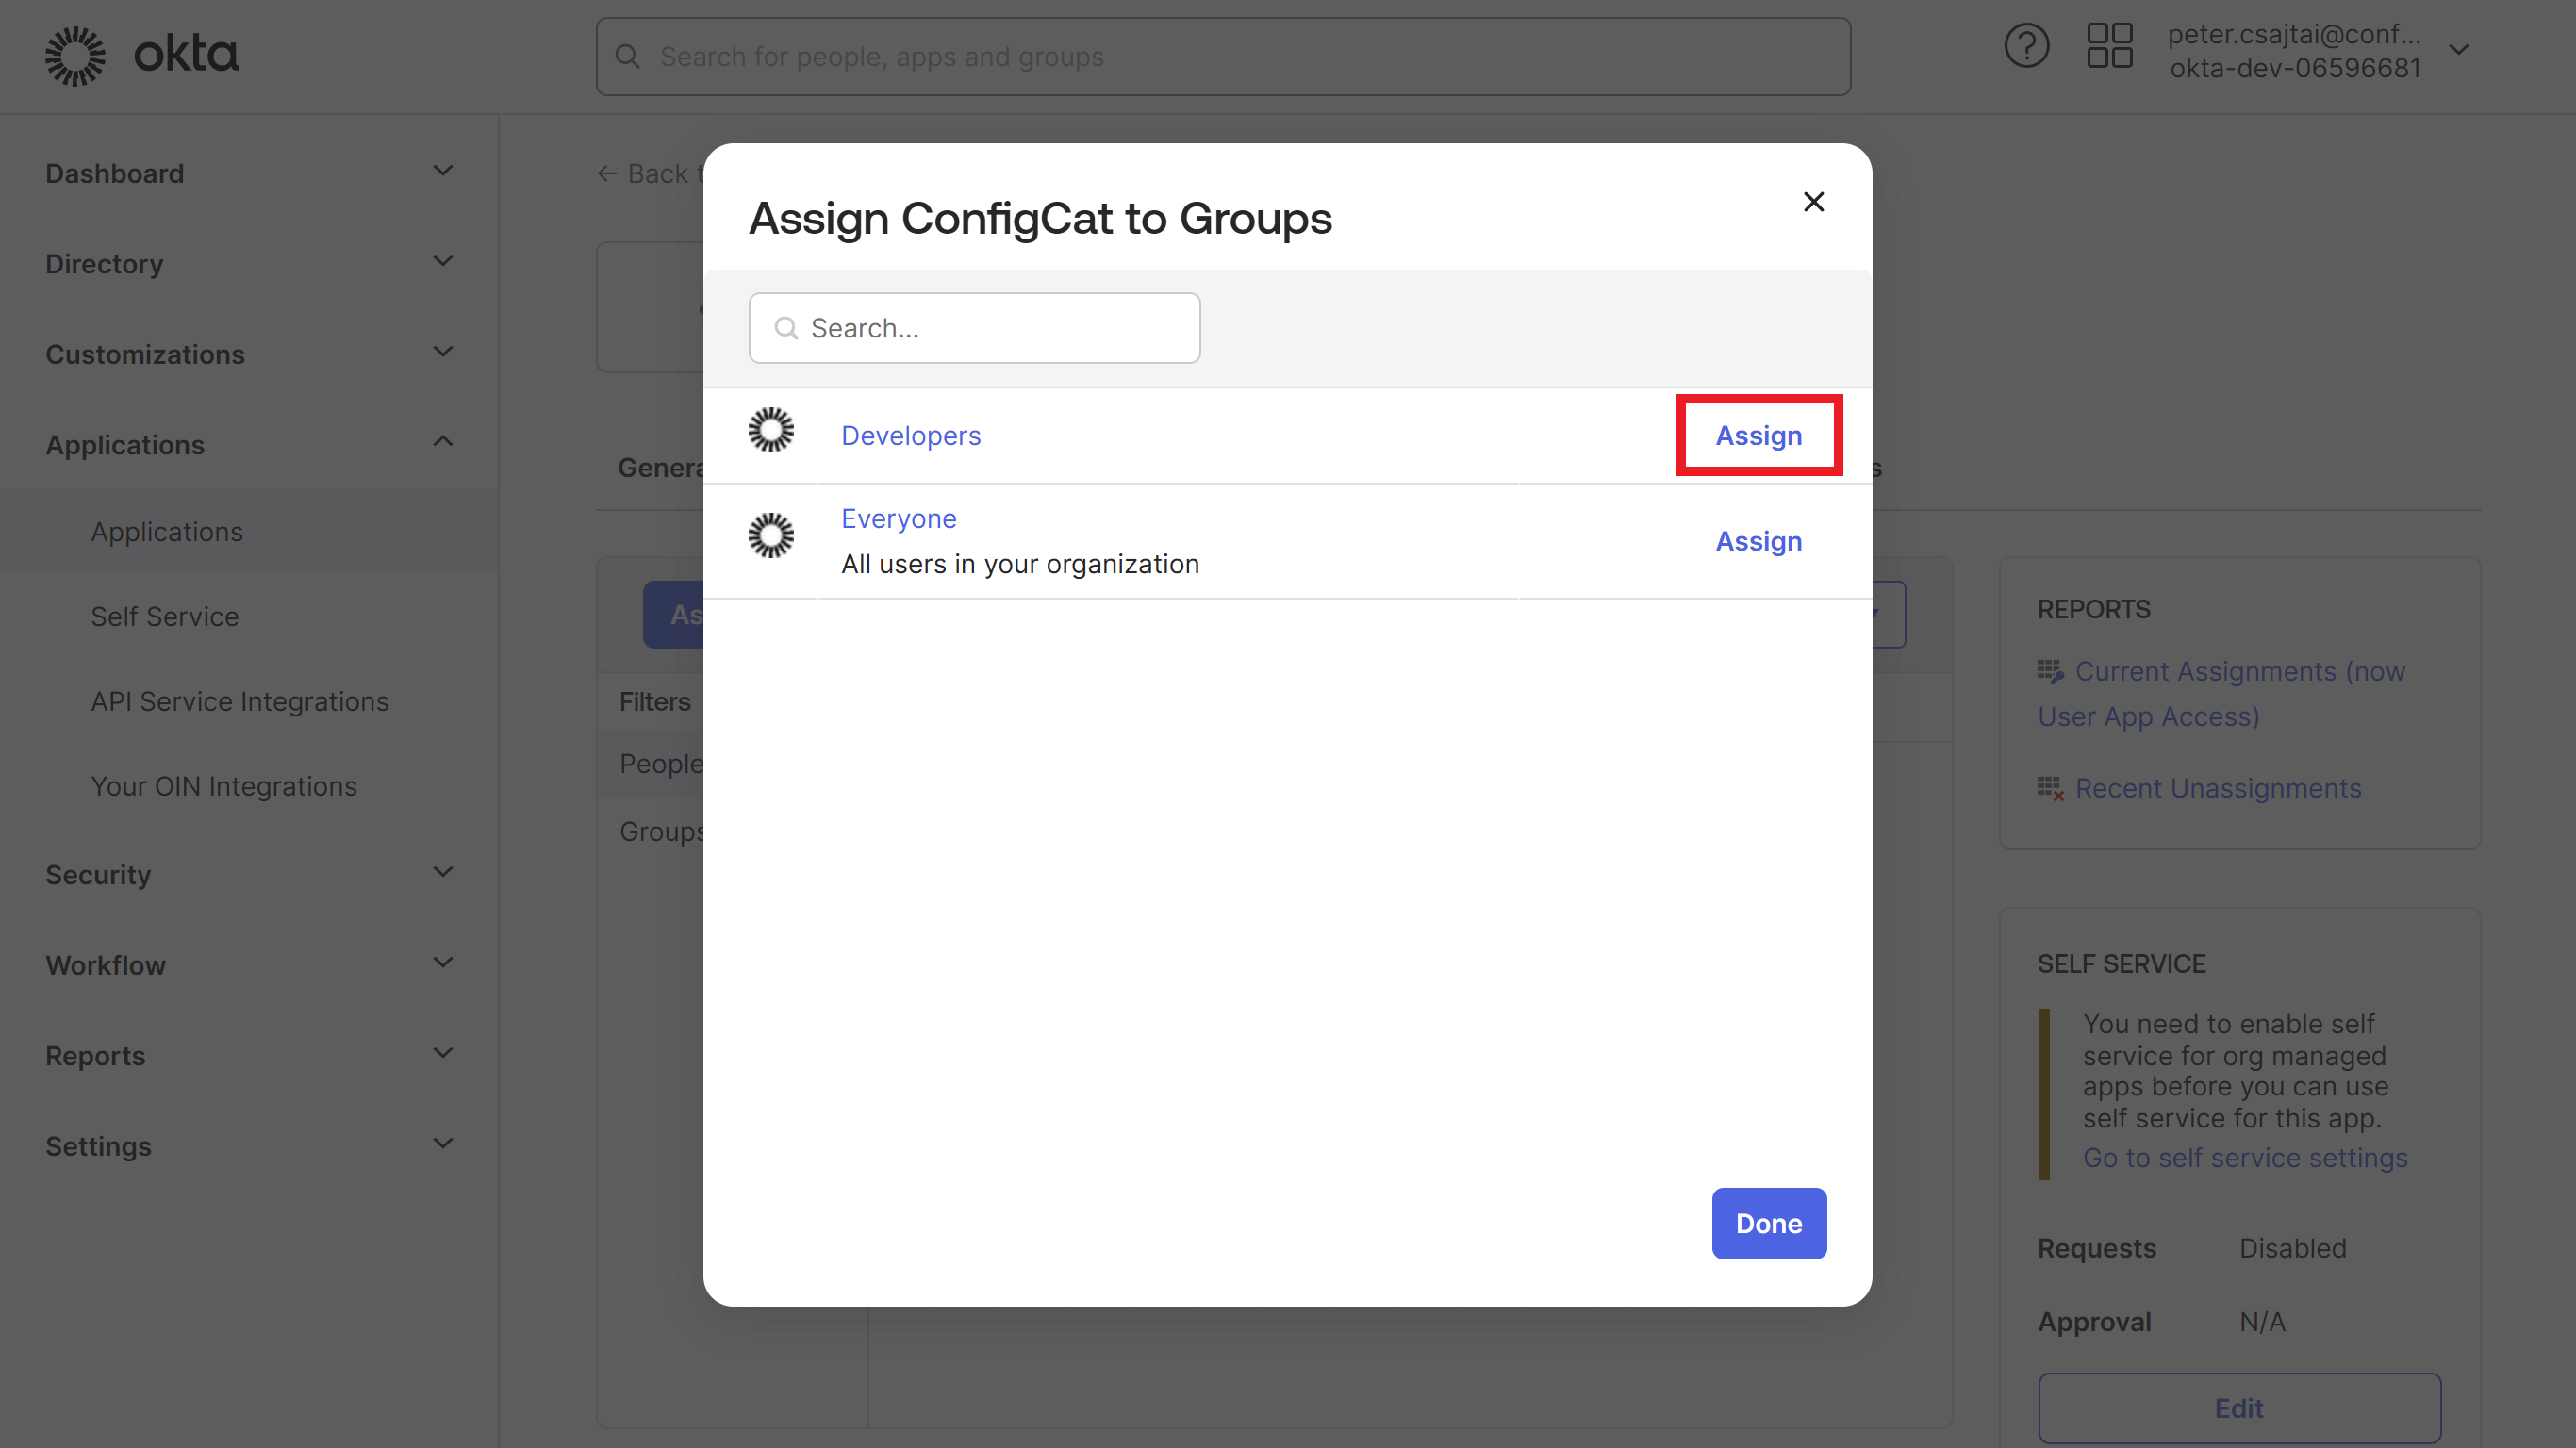 okta
Search for people, apps and groups
peter.csajtai@conf...
okta-dev-06596681
Dashboard
Directory
Customizations
Applications
Applications
Self Service
API Service Integrations
Your OIN Integrations
Security
Workflow
Reports
Settings
← Back
Assign ConfigCat to Groups
Search...
Developers
Assign
Everyone
All users in your organization
Assign
Done
Filters
People
Groups
REPORTS
Current Assignments (now
User App Access)
Recent Unassignments
SELF SERVICE
You need to enable self
service for org managed
apps before you can use
self service for this app.
Go to self service settings
Requests Disabled
Approval N/A
Edit